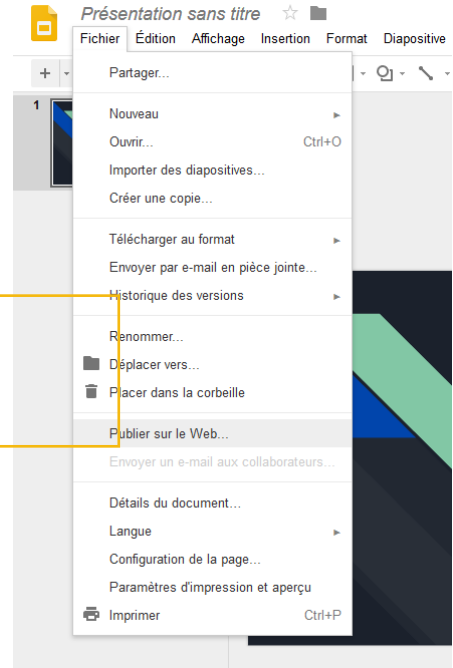 Présentation sans titre
Fichier Édition Affichage Insertion Format Diapositive
1
Partager...
Nouveau
Ouvrir... Ctrl+O
Importer des diapositives...
Créer une copie...
Télécharger au format
Envoyer par e-mail en pièce jointe...
Historique des versions
Renommer...
Déplacer vers...
Placer dans la corbeille
Publier sur le Web...
Envoyer un e-mail aux collaborateurs...
Détails du document...
Langue
Configuration de la page...
Paramètres d'impression et aperçu
Imprimer Ctrl+P